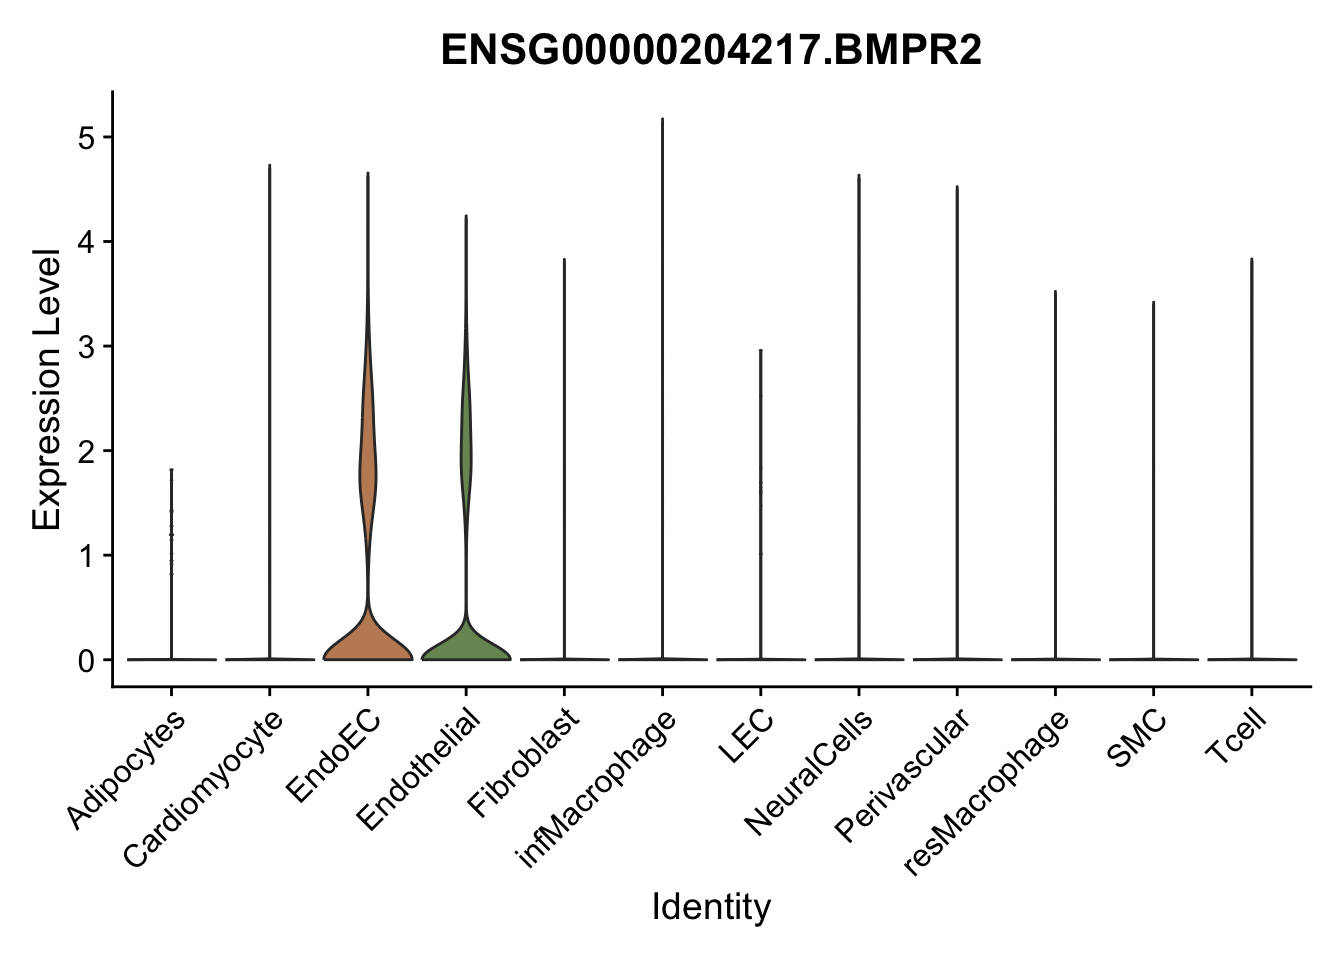 ENSG00000204217.BMPR2
Expression Level
5
4
3
2
1
0
Adipocytes
Cardiomyocyte
EndoEC
Endothelial
Fibroblast
infMacrophage
LEC
NeuralCells
Perivascular
resMacrophage
SMC
Tcell
Identity